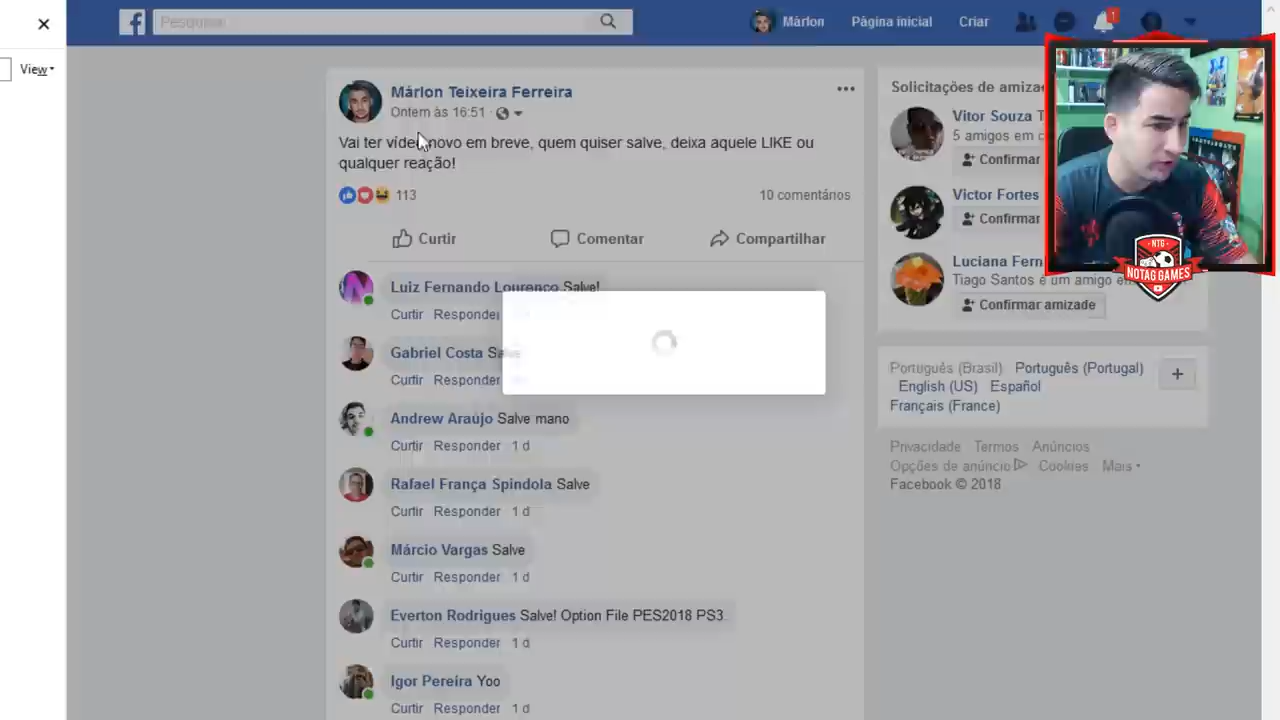 Pesquisar
Márlon
Página inicial
Criar
1
View
Márlon Teixeira Ferreira
Ontem às 16:51
Vai ter vídeo novo em breve, quem quiser salve, deixa aquele LIKE ou
qualquer reação!
113
10 comentários
Curtir
Comentar
Compartilhar
Luiz Fernando Lourenço Salve!
Curtir Responder
Gabriel Costa Salve
Curtir Responder
Andrew Araújo Salve mano
Curtir Responder 1 d
Rafael França Spindola Salve
Curtir Responder 1 d
Márcio Vargas Salve
Curtir Responder 1 d
Everton Rodrigues Salve! Option File PES2018 PS3
Curtir Responder 1 d
Igor Pereira Yoo
Curtir Responder 1 d
Solicitações de amiza
Vitor Souza T
5 amigos em c
Confirmar
Victor Fortes
Confirmar
Luciana Fern
Tiago Santos é um amigo e
Confirmar amizade
Português (Brasil) Português (Portugal)
English (US) Español
Français (France)
Privacidade Termos Anúncios
Opções de anúncio Cookies Mais
Facebook © 2018
NTG
NOTAG GAMES